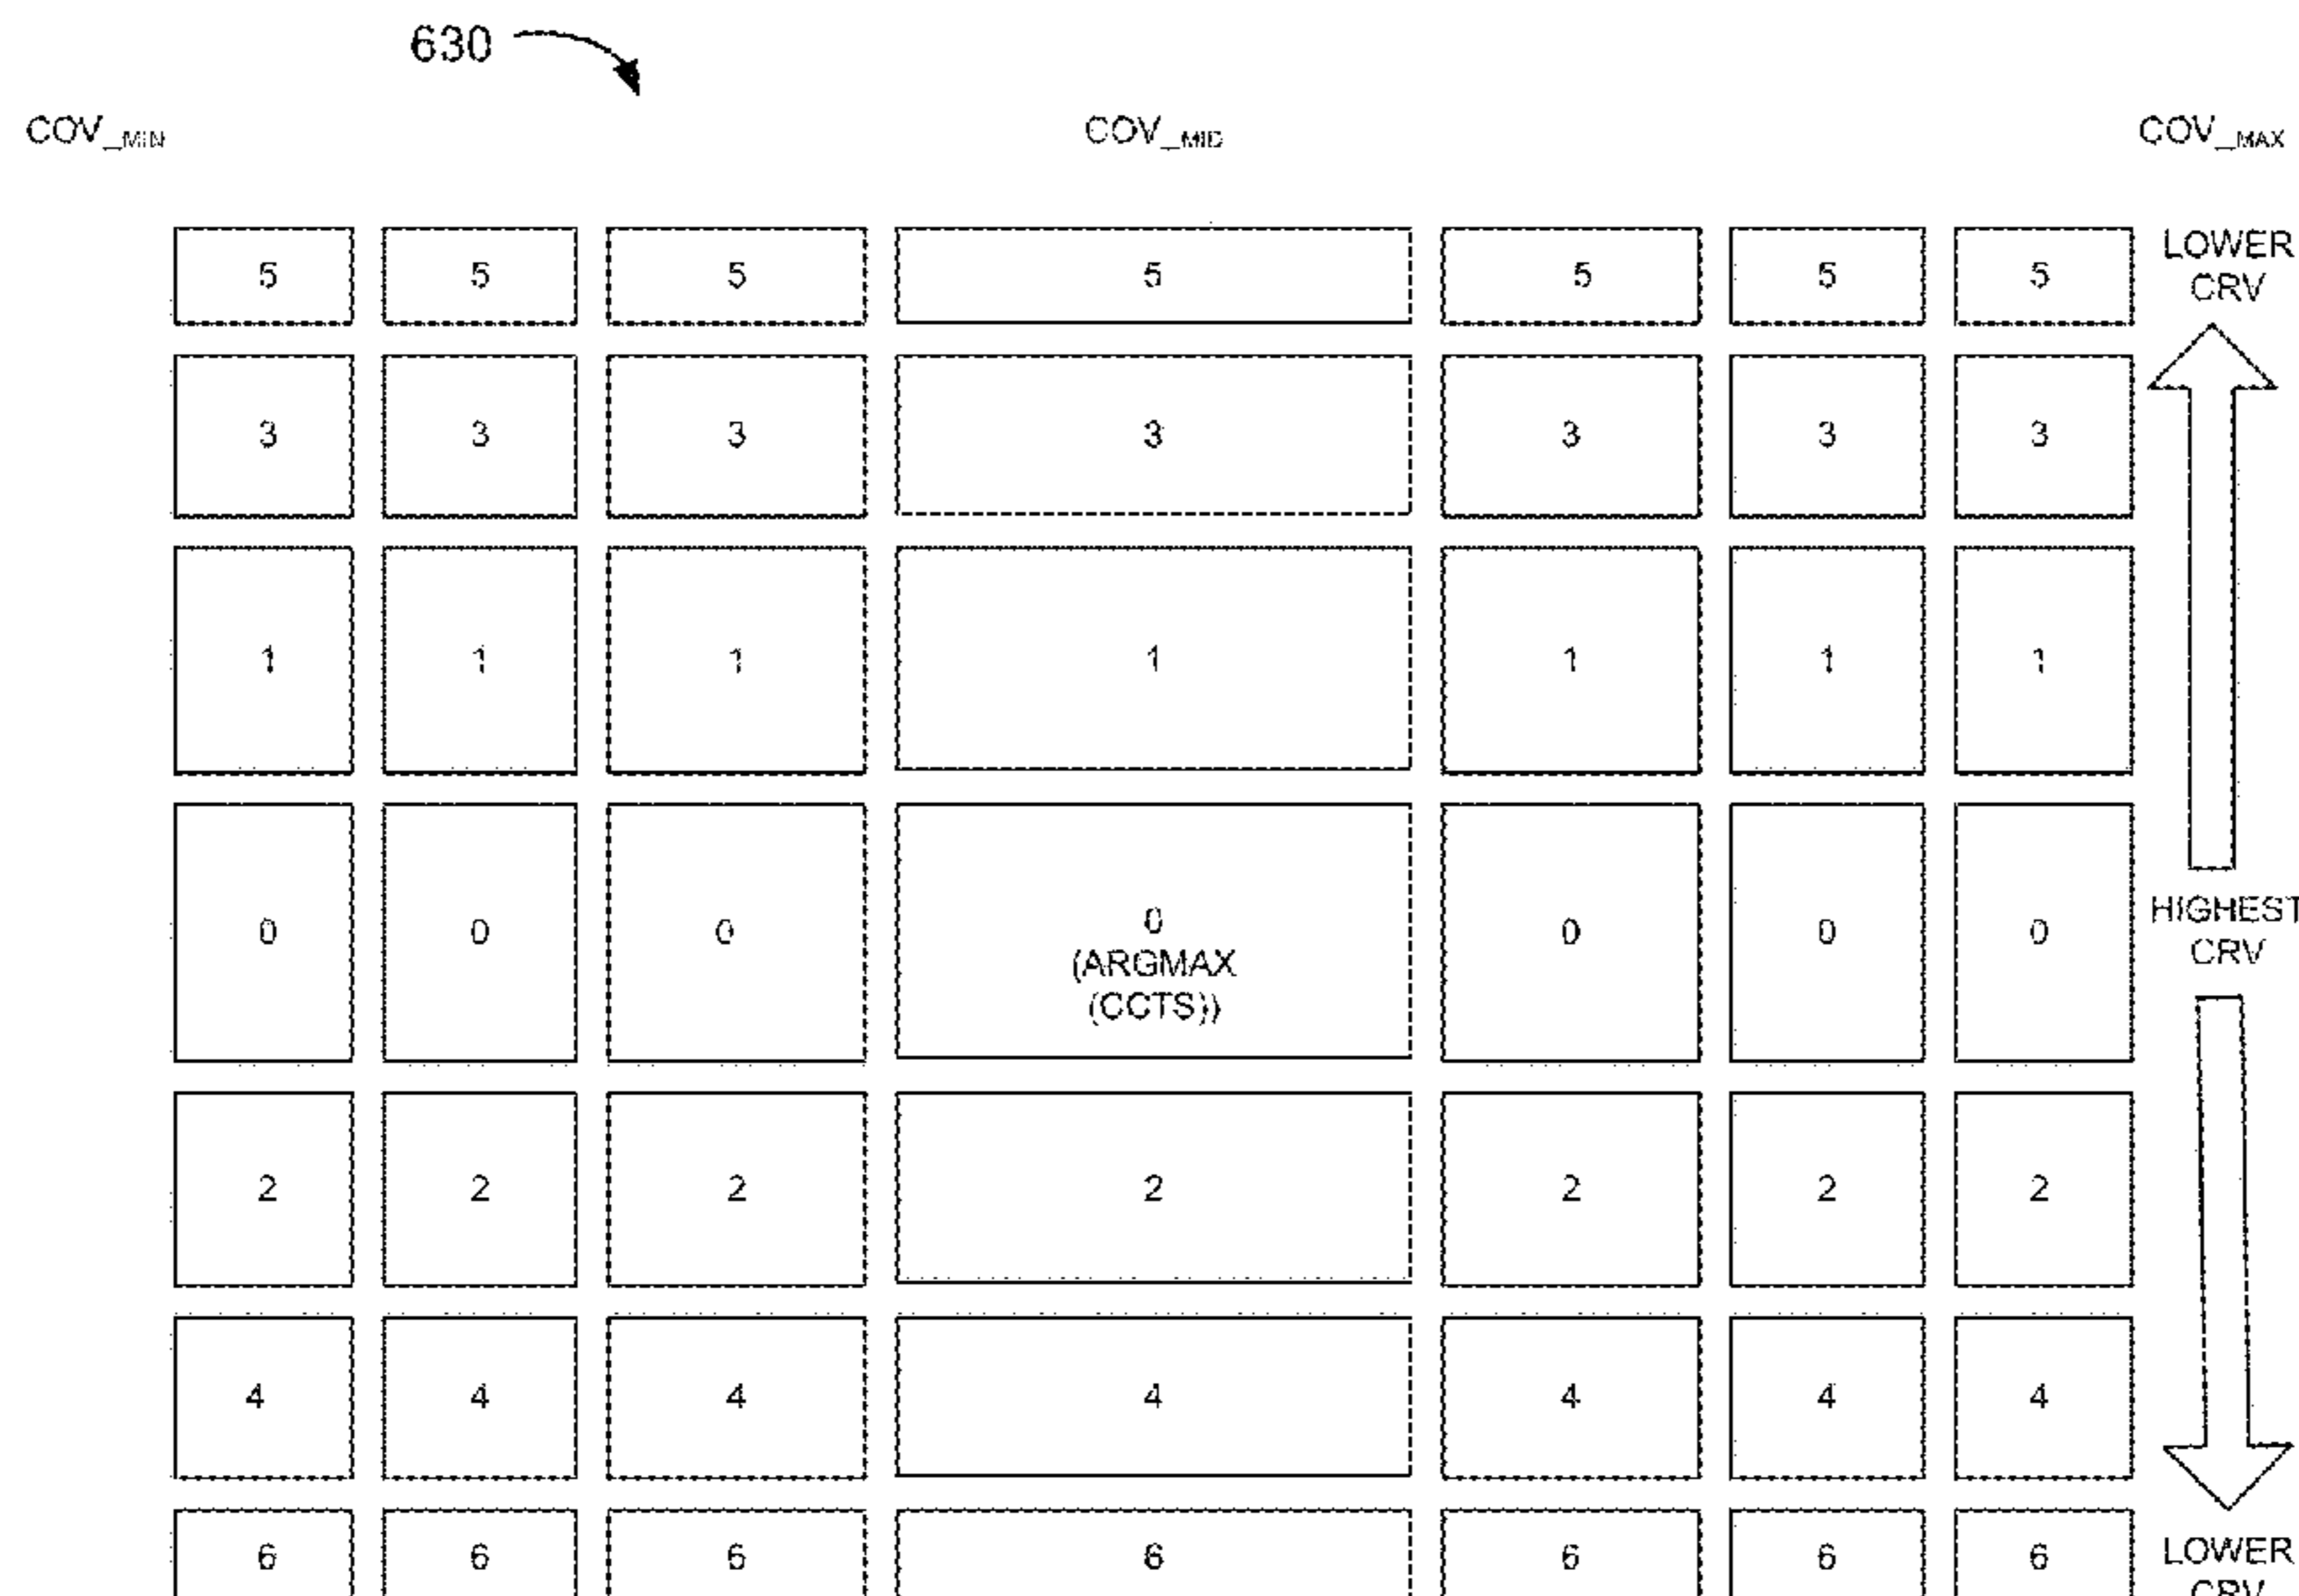 630
COV_MIN COV_MID COV_MAX
5 5 5 5 5 5 5 LOWER
CRV
3 3 3 3 3 3 3
1 1 1 1 1 1 1
0 0 0 0 0 0 0 HIGHEST
(ARGMAX CRV
(CCTS))
2 2 2 2 2 2 2
4 4 4 4 4 4 4
6 6 6 6 6 6 6 LOWER
CRV